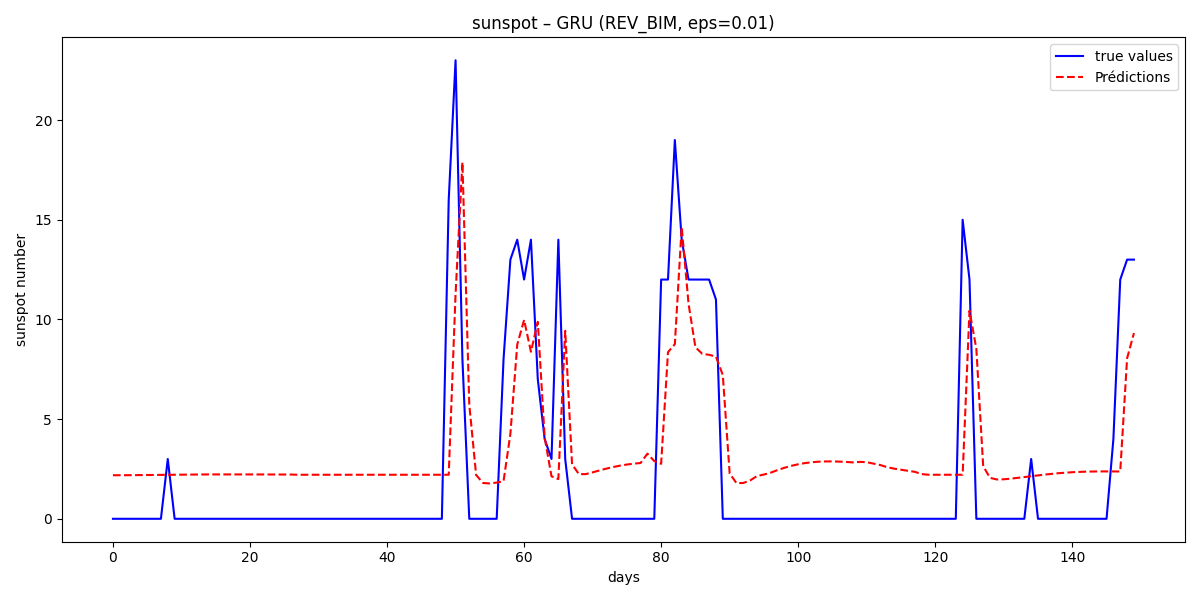 sunspot – GRU (REV_BIM, eps=0.01)
true values
Prédictions
sunspot number
20
15
10
5
0
0 20 40 60 80 100 120 140
days